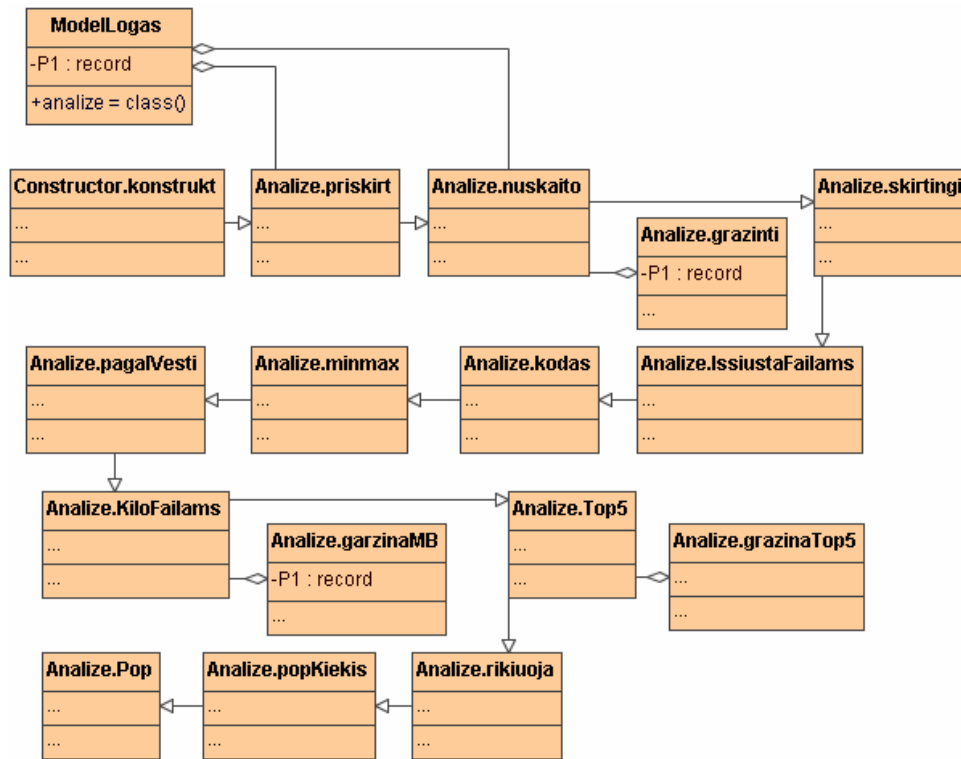 ModelLogas
-P1 : record
+analize = class()
Constructor.konstrukt
...
...
Analize.priskirt
...
...
Analize.nuskaito
...
...
Analize.skirtingi
...
...
Analize.grazinti
-P1 : record
...
Analize.pagalVesti
...
...
Analize.minmax
...
...
Analize.kodas
...
...
Analize.IssiustaFailams
...
...
Analize.KiloFailams
...
...
Analize.garzinaMB
-P1 : record
...
Analize.Top5
...
...
Analize.grazinaTop5
...
...
Analize.Pop
...
...
Analize.popKiekis
...
...
Analize.rikiuoja
...
...